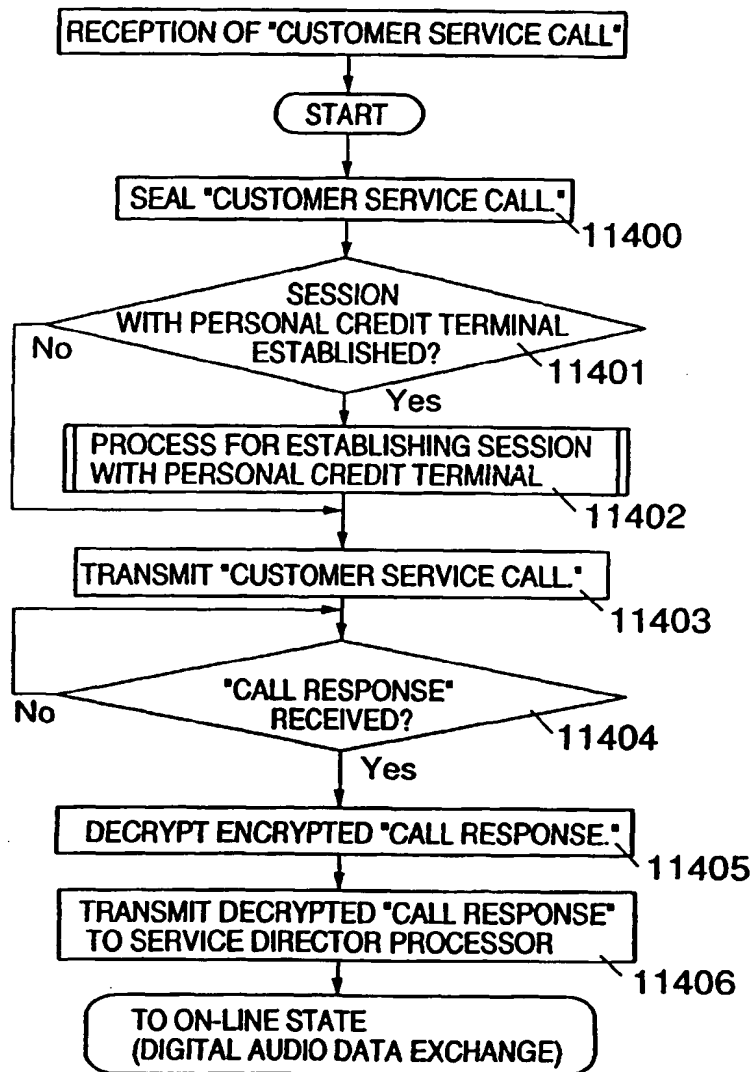 RECEPTION OF "CUSTOMER SERVICE CALL"
START
SEAL "CUSTOMER SERVICE CALL."
11400
SESSION
WITH PERSONAL CREDIT TERMINAL
ESTABLISHED?
No
11401
Yes
PROCESS FOR ESTABLISHING SESSION
WITH PERSONAL CREDIT TERMINAL
11402
TRANSMIT "CUSTOMER SERVICE CALL."
11403
"CALL RESPONSE"
RECEIVED?
No
11404
Yes
DECRYPT ENCRYPTED "CALL RESPONSE."
11405
TRANSMIT DECRYPTED "CALL RESPONSE"
TO SERVICE DIRECTOR PROCESSOR
11406
TO ON-LINE STATE
(DIGITAL AUDIO DATA EXCHANGE)